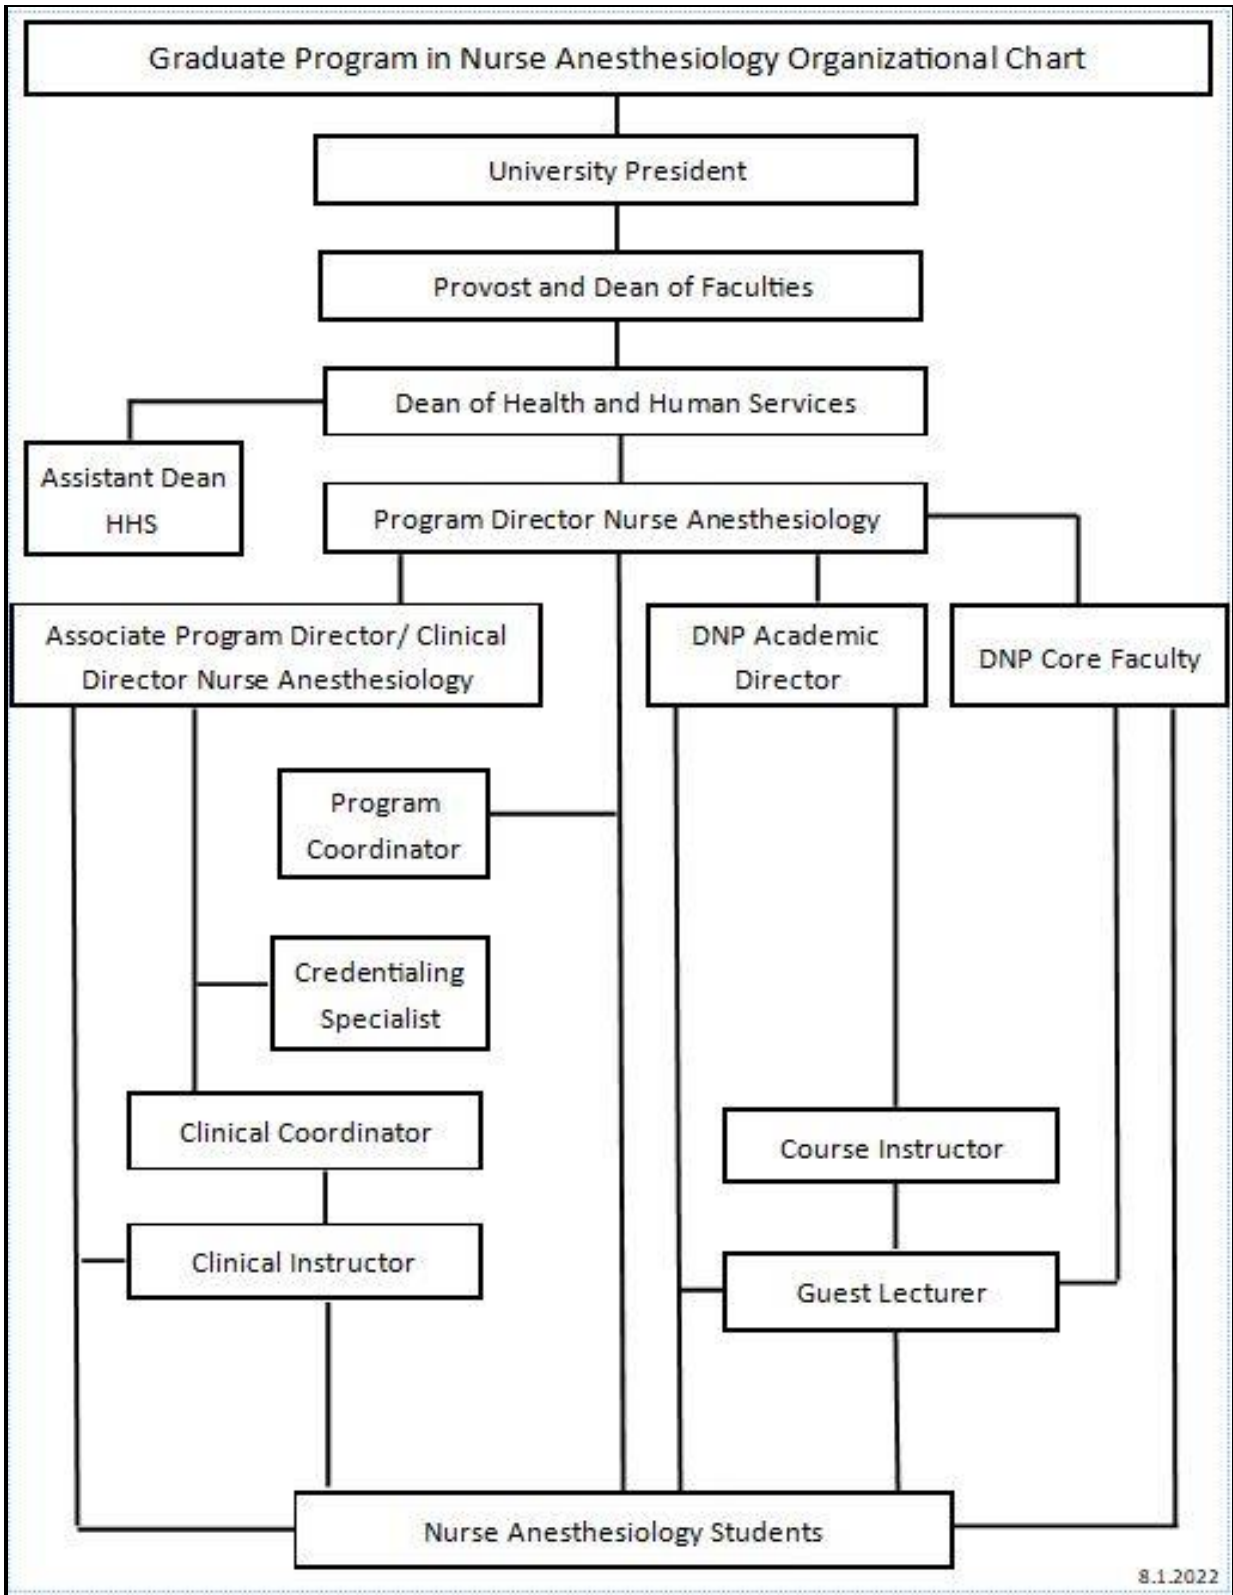 Graduate Program in Nurse Anesthesiology Organizational Chart
University President
Provost and Dean of Faculties
Dean of Health and Human Services
Assistant Dean
HHS
Program Director Nurse Anesthesiology
Associate Program Director/ Clinical
Director Nurse Anesthesiology
DNP Academic
Director
DNP Core Faculty
Program
Coordinator
Credentialing
Specialist
Clinical Coordinator
Course Instructor
Clinical Instructor
Guest Lecturer
Nurse Anesthesiology Students
8.1.2022